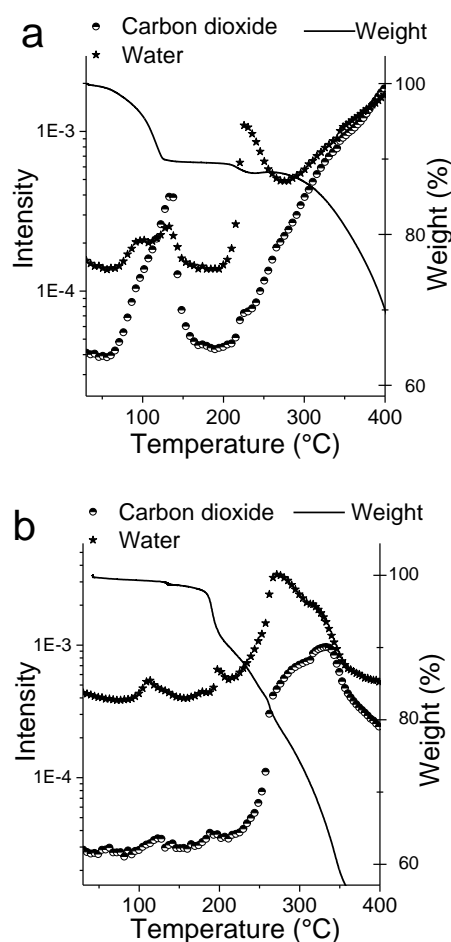 a
Carbon dioxide
Weight
Water
1E-3
1E-4
Intensity
100
80
60
Weight (%)
100 200 300 400
Temperature (°C)
b
Carbon dioxide
Weight
Water
1E-3
1E-4
Intensity
100
90
80
60
Weight (%)
100 200 300 400
Temperature (°C)